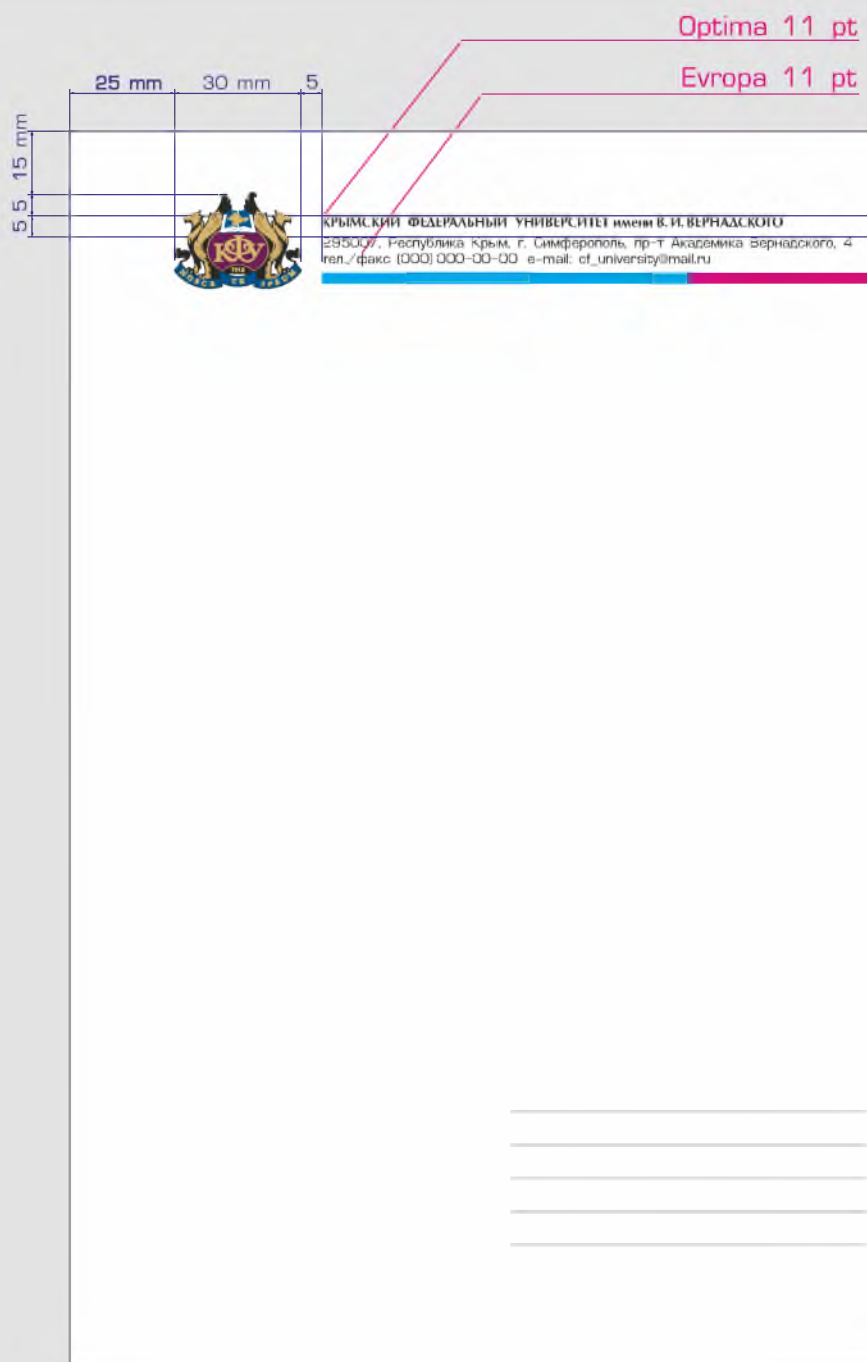 Optima 11 pt
Evropa 11 pt
25 mm 30 mm 5
15 mm
5 5
КРЫМСКИЙ ФЕДЕРАЛЬНЫЙ УНИВЕРСИТЕТ имени В. И. ВЕРНАДСКОГО
295007, Республика Крым, г. Симферополь, пр-т Академика Вернадского, 4
тел./факс (000) 000-00-00 e-mail: cf_university@mail.ru
КФУ
1918